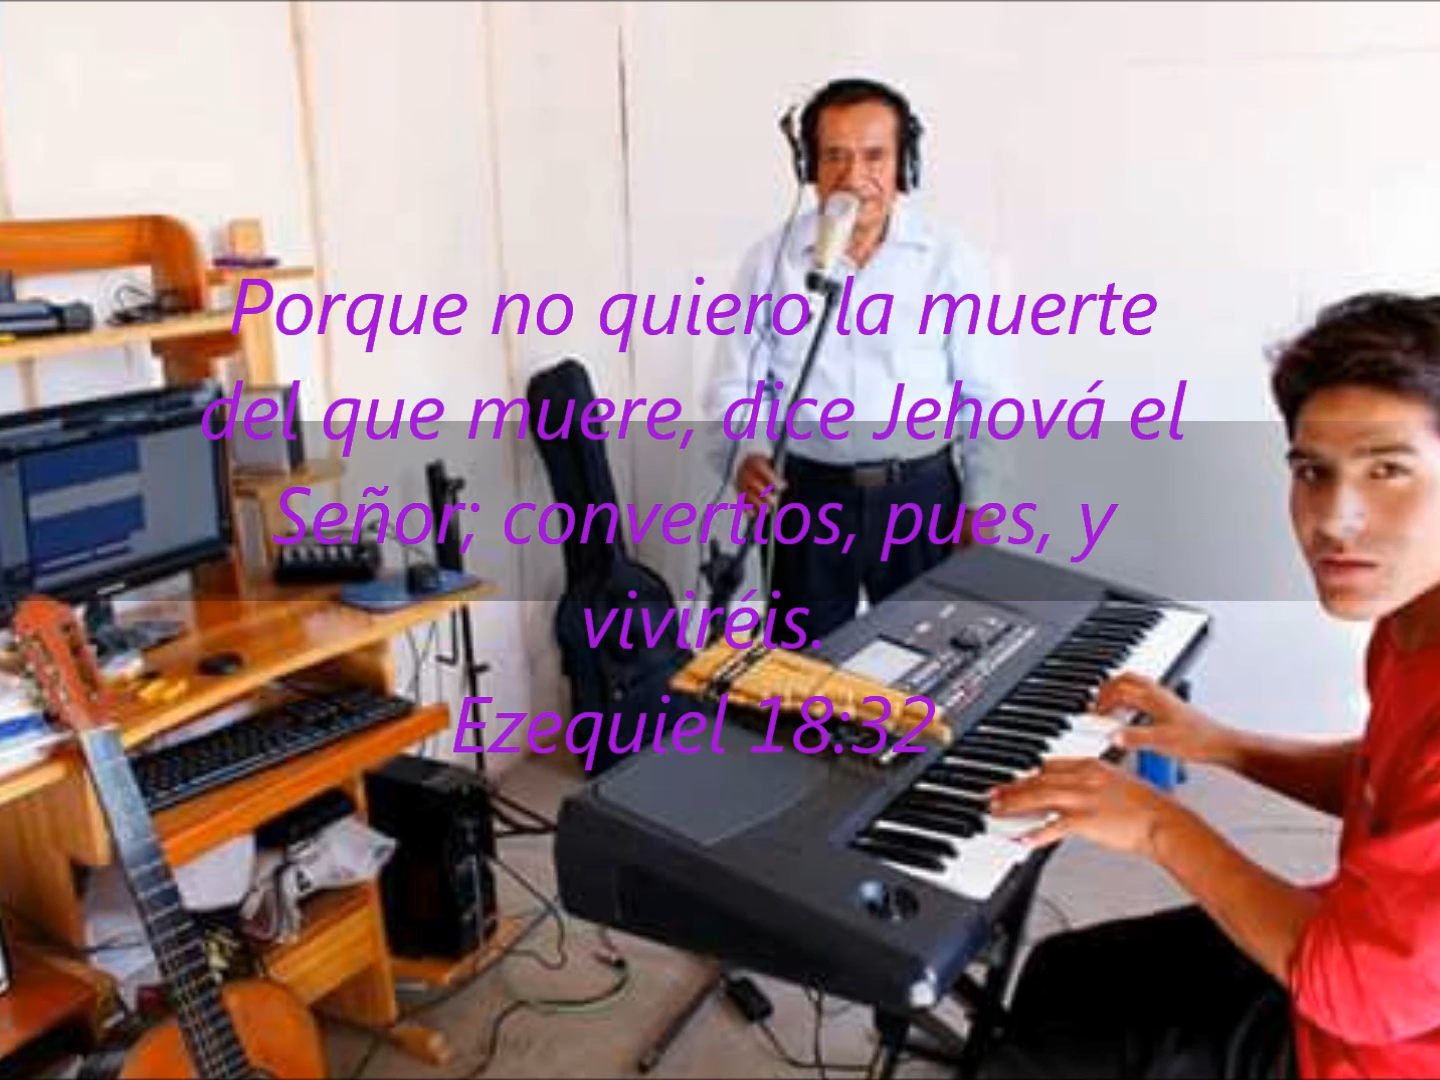 Porque no quiero la muerte
del que muere, dice Jehová el
Señor; convertíos, pues, y
viviréis.
Ezequiel 18:32